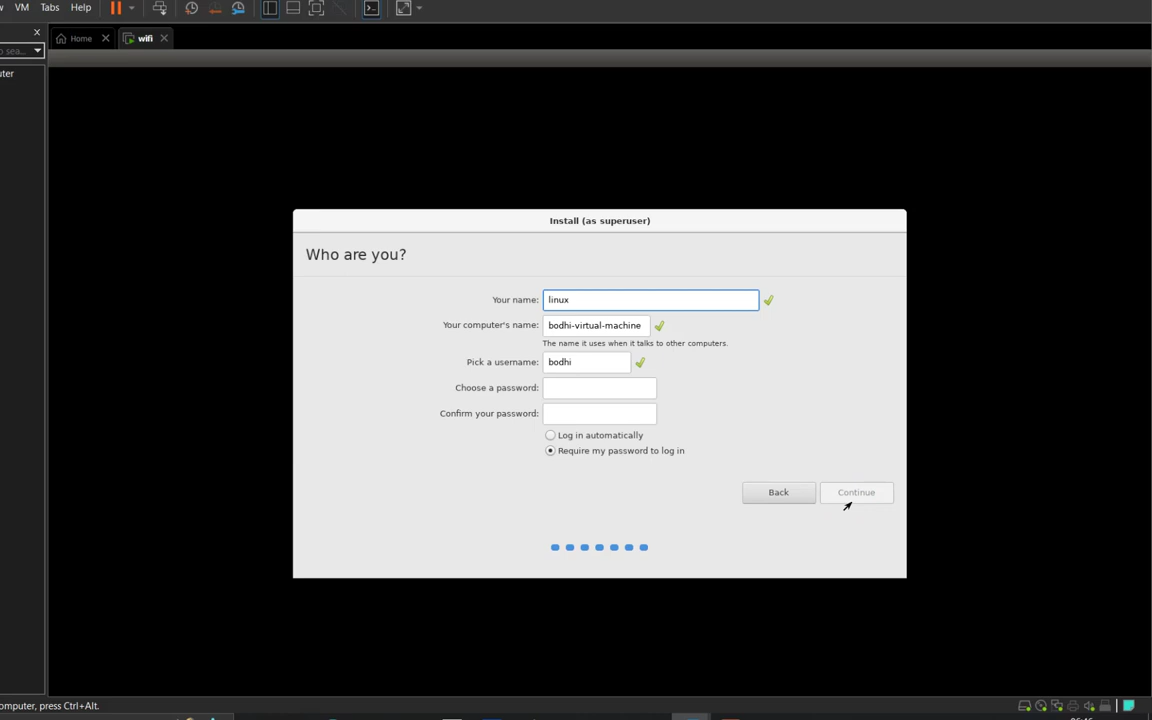 VM Tabs Help
Home wifi
Install (as superuser)
Who are you?
Your name: linux
Your computer's name: bodhi-virtual-machine
The name it uses when it talks to other computers.
Pick a username: bodhi
Choose a password:
Confirm your password:
Log in automatically
Require my password to log in
Back Continue
press Ctrl+Alt.